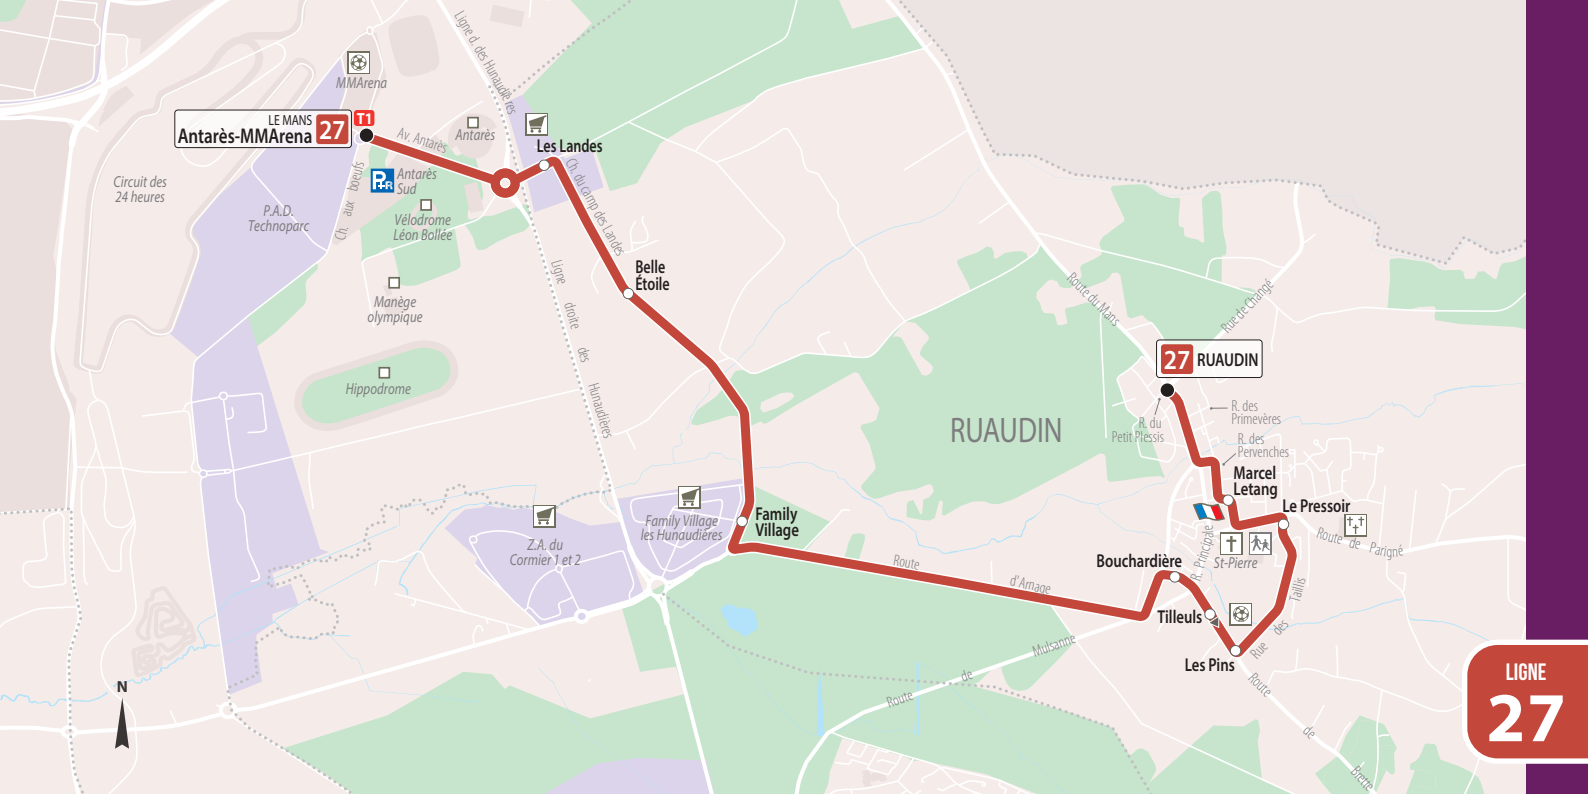 MMArena
LE MANS
Antarès-MMArena 27
T1
Av. Antarès
Antarès
Ligne d. des Hunaudières
Les Landes
Ch. du camp des Landes
Circuit des
24 heures
P+R
Antarès
Sud
Ch. aux boeufs
P.A.D.
Technoparc
Vélodrome
Léon Bollée
Belle
Étoile
Manège
olympique
Ligne droite des Hunaudières
Hippodrome
Route du Mans
Rue de Changé
27 RUAUDIN
RUAUDIN
R. du
Petit Plessis
R. des
Primevères
R. des
Pervenches
Marcel
Letang
Le Pressoir
Route de Parigné
Family Village
les Hunaudières
Family
Village
Z.A. du
Cormier 1 et 2
Route d'Arnage
Bouchardière
R. Principale
St-Pierre
Tilleuls
Rue des Taillis
Les Pins
Route de Mulsanne
Route de Brette
N
LIGNE
27